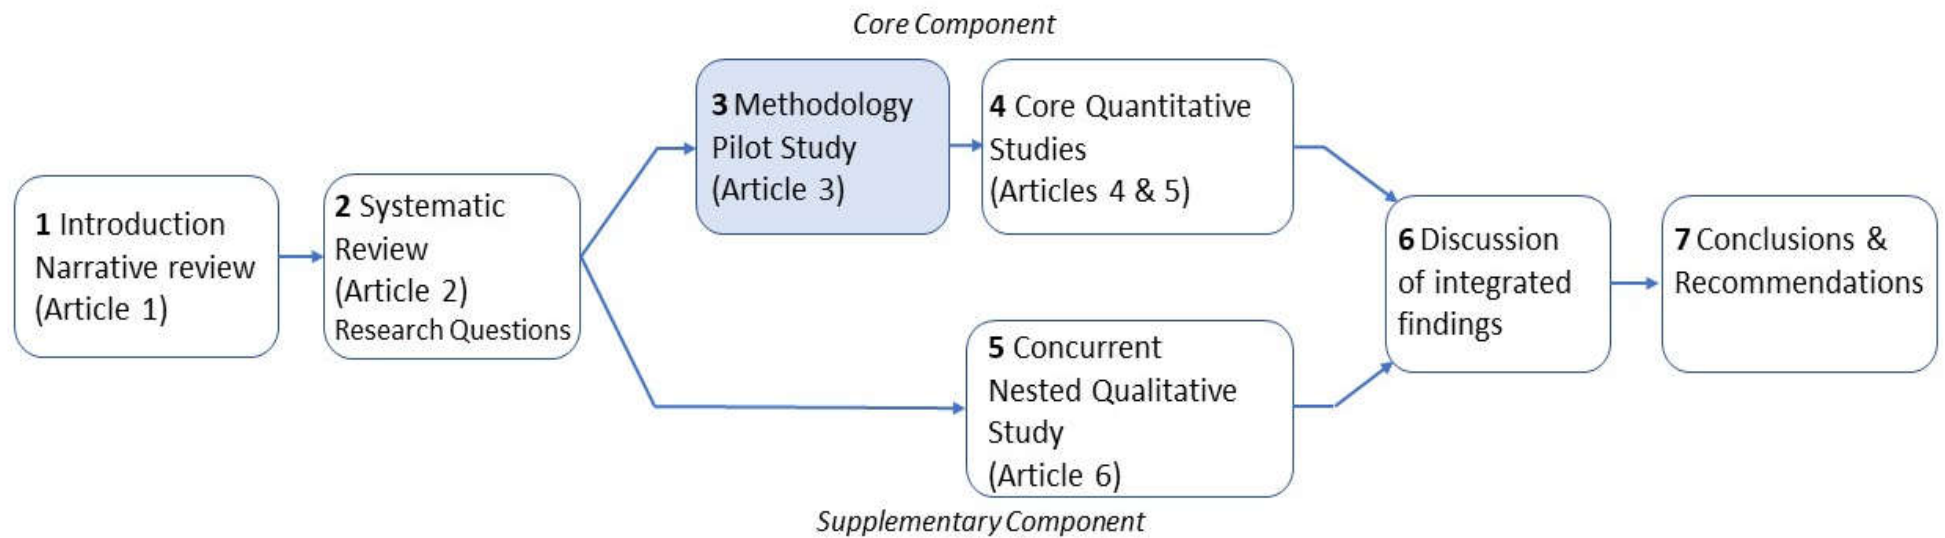 Core Component
1 Introduction
Narrative review
(Article 1)
2 Systematic
Review
(Article 2)
Research Questions
3 Methodology
Pilot Study
(Article 3)
4 Core Quantitative
Studies
(Articles 4 & 5)
5 Concurrent
Nested Qualitative
Study
(Article 6)
6 Discussion
of integrated
findings
7 Conclusions &
Recommendations
Supplementary Component